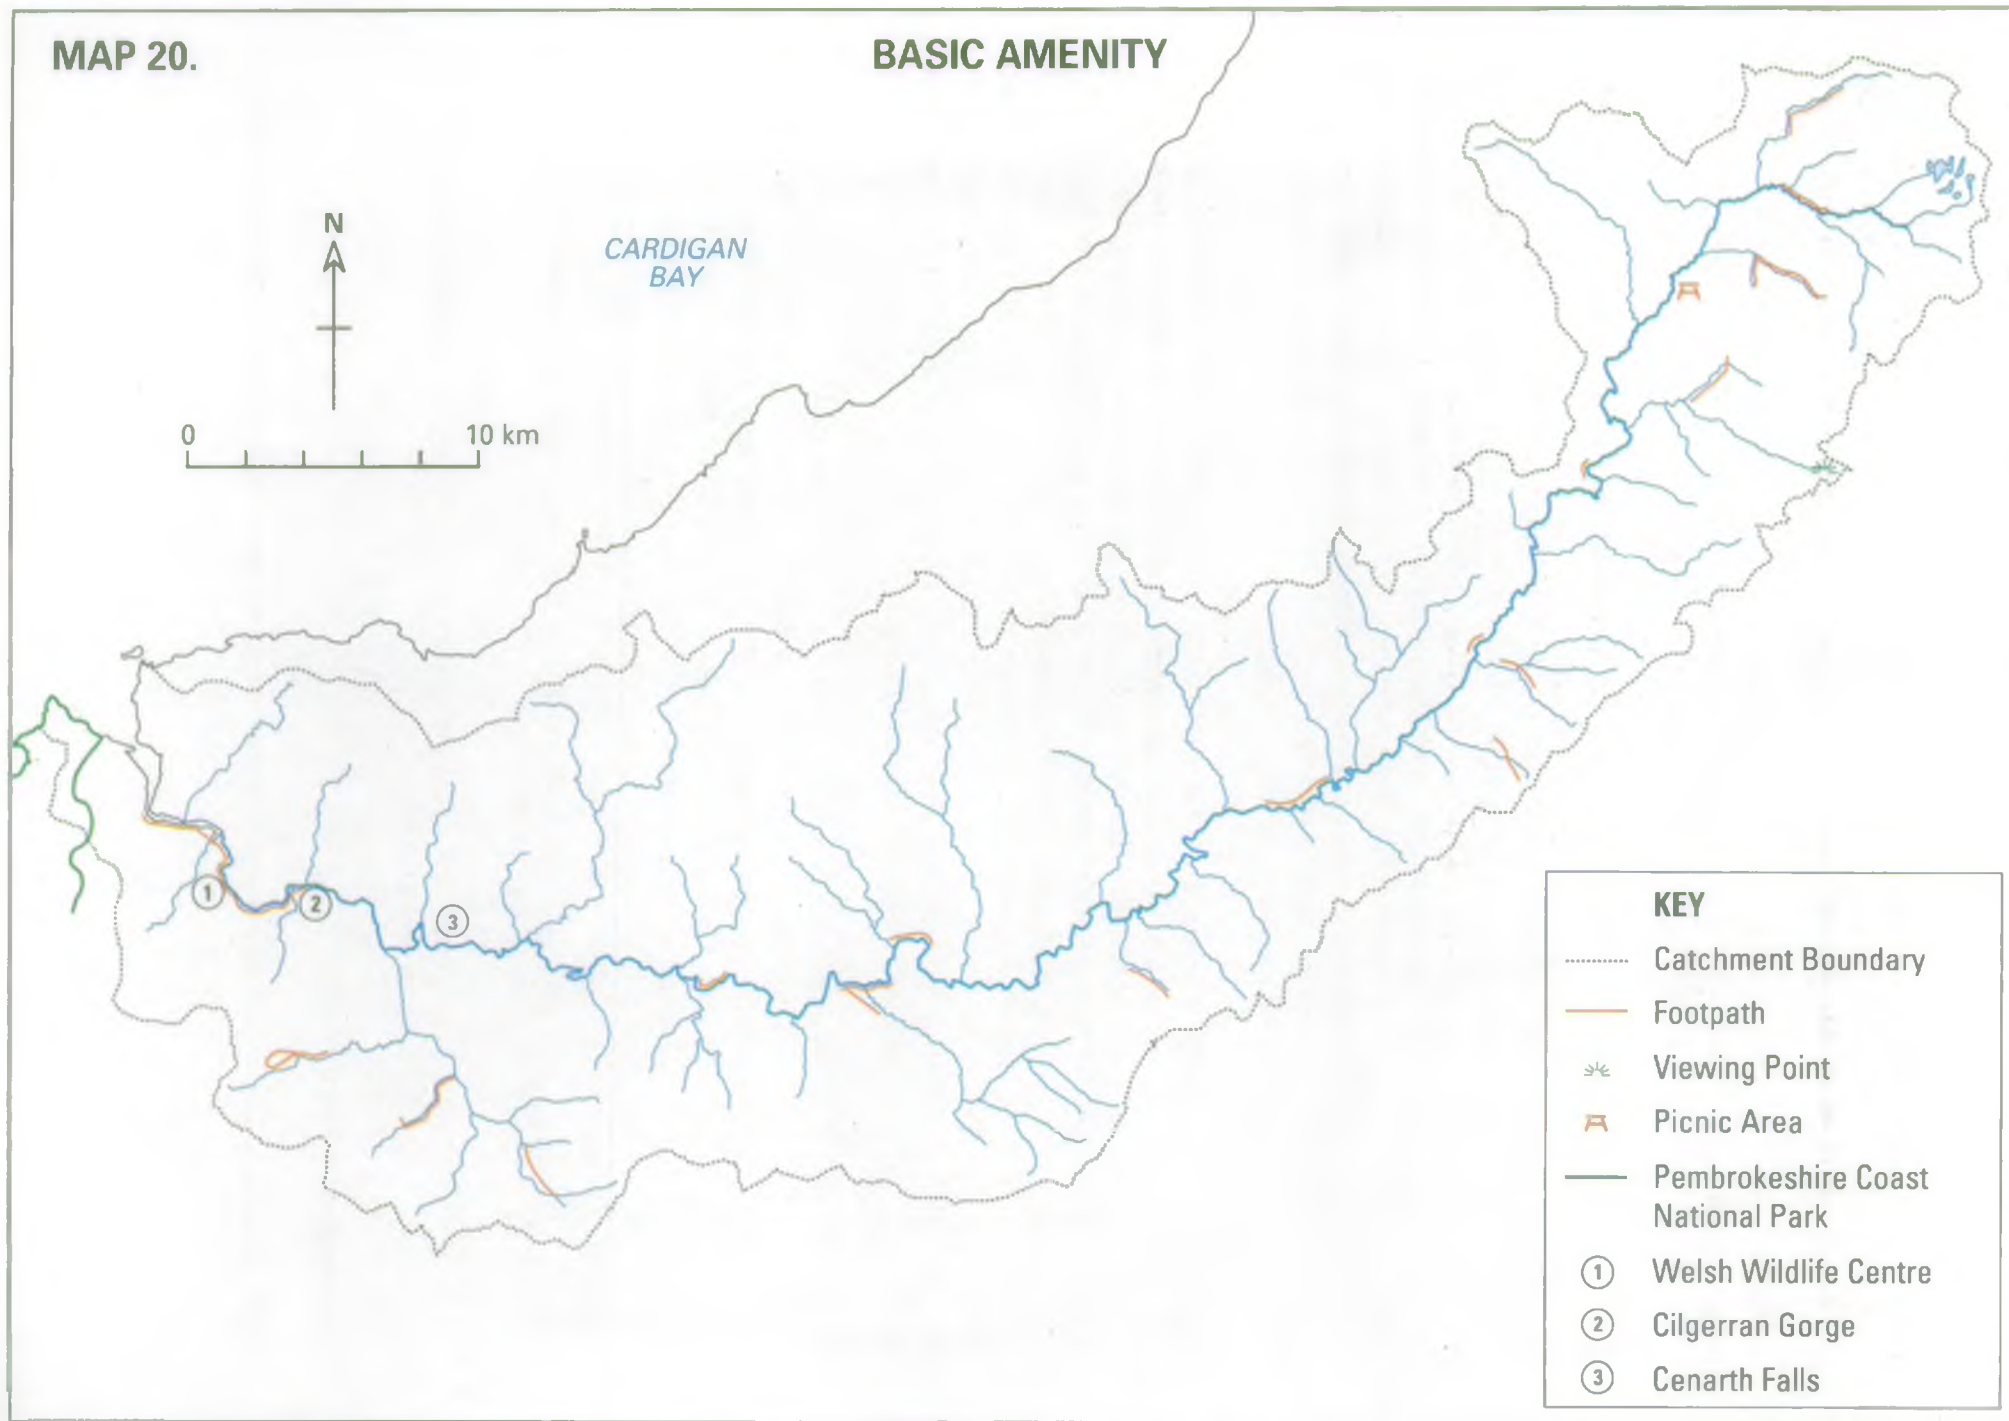 MAP 20.
BASIC AMENITY
N
CARDIGAN
BAY
0 10 km
1
2
3
KEY
Catchment Boundary
Footpath
Viewing Point
Picnic Area
Pembrokeshire Coast
National Park
1 Welsh Wildlife Centre
2 Cilgerran Gorge
3 Cenarth Falls